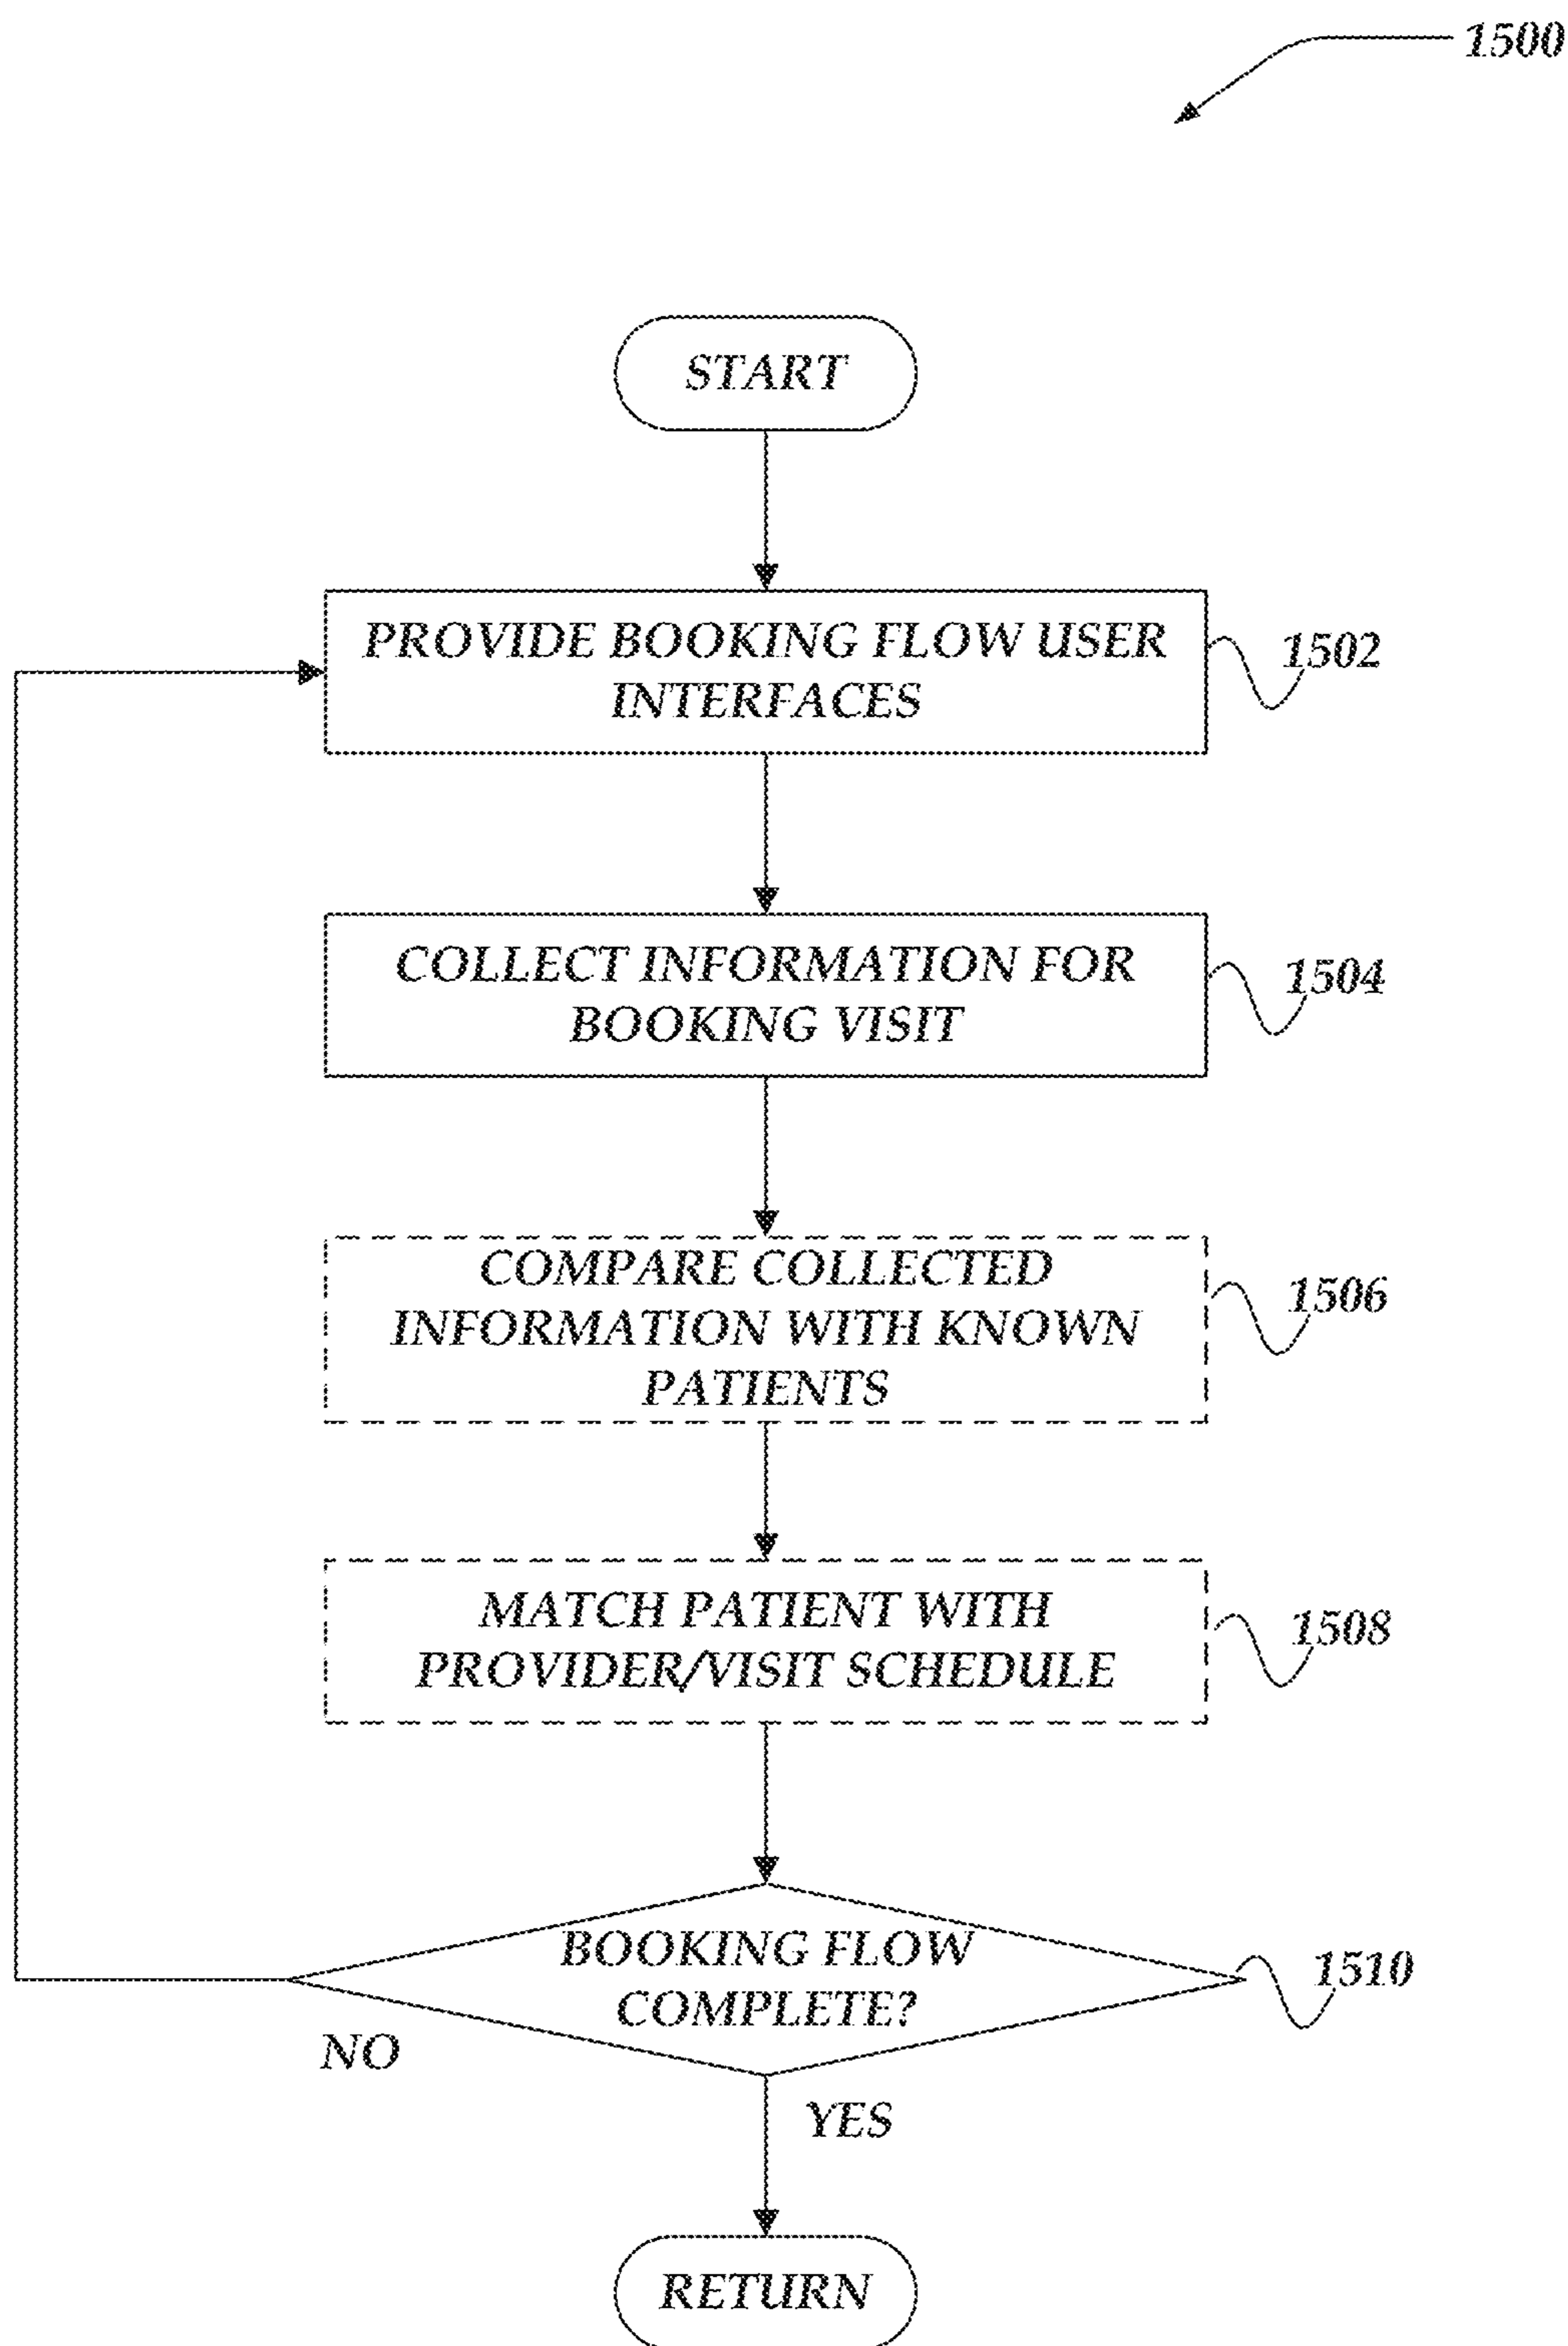 1500
START
PROVIDE BOOKING FLOW USER
INTERFACES
1502
COLLECT INFORMATION FOR
BOOKING VISIT
1504
COMPARE COLLECTED
INFORMATION WITH KNOWN
PATIENTS
1506
MATCH PATIENT WITH
PROVIDER/VISIT SCHEDULE
1508
BOOKING FLOW
COMPLETE?
1510
NO
YES
RETURN